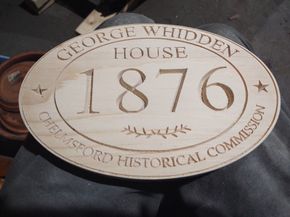 GEORGE WHIDDEN
HOUSE
1876
CHELMSFORD HISTORICAL COMMISSION